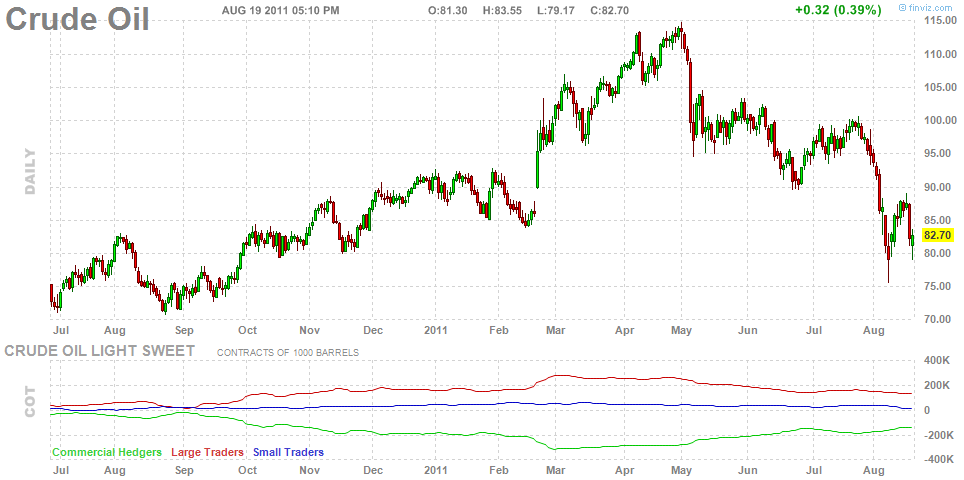 Crude Oil
AUG 19 2011 05:10 PM O:81.30 H:83.55 L:79.17 C:82.70 +0.32 (0.39%)
© finviz.com
115.00
110.00
105.00
100.00
95.00
90.00
85.00
82.70
80.00
75.00
70.00
DAILY
Jul Aug Sep Oct Nov Dec 2011 Feb Mar Apr May Jun Jul Aug
CRUDE OIL LIGHT SWEET CONTRACTS OF 1000 BARRELS
400K
200K
0
-200K
-400K
COT
Commercial Hedgers Large Traders Small Traders
Jul Aug Sep Oct Nov Dec 2011 Feb Mar Apr May Jun Jul Aug